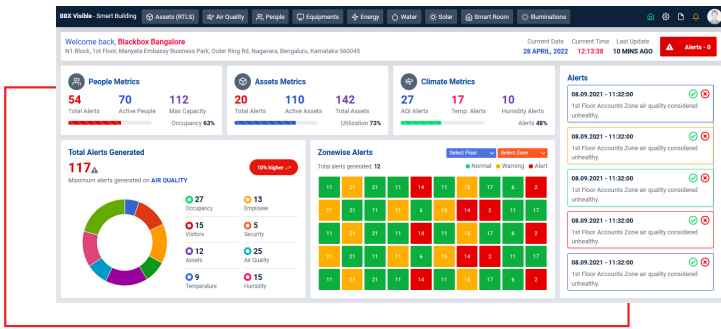 BBX Visible - Smart Building Assets (RTLS) Air Quality People Equipments Energy Water Solar Smart Room Illuminations
Welcome back, Blackbox Bangalore
N1 Block, 1st Floor, Manyata Embassy Business Park, Outer Ring Rd, Nagavara, Bengaluru, Karnataka 560045
Current Date Current Time Last Update
28 APRIL, 2022 12:13:38 10 MINS AGO
Alerts - 0
People Metrics
54 70 112
Total Alerts Active People Max Capacity
Occupancy 63%
Assets Metrics
20 110 142
Total Alerts Active Assets Total Assets
Utilization 73%
Climate Metrics
27 17 10
AQI Alerts Temp. Alerts Humidity Alerts
Alerts 48%
Alerts
08.09.2021 - 11:32:00
1st Floor Accounts Zone air quality considered
unhealthy.
08.09.2021 - 11:32:00
1st Floor Accounts Zone air quality considered
unhealthy.
08.09.2021 - 11:32:00
1st Floor Accounts Zone air quality considered
unhealthy.
08.09.2021 - 11:32:00
1st Floor Accounts Zone air quality considered
unhealthy.
08.09.2021 - 11:32:00
1st Floor Accounts Zone air quality considered
unhealthy.
Total Alerts Generated
117
10% higher
Maximum alerts generated on AIR QUALITY
27 13
Occupancy Employee
15 5
Visitors Security
12 25
Assets Air Quality
9 15
Temperature Humidity
Zonewise Alerts
Select Floor Select Zone
Total alerts generated: 12
Normal Warning Alert
11 21 21 11 14 11 15 17 6 2
21 21 11 11 6 15 14 2 11 17
11 21 21 11 14 11 15 17 6 2
21 21 11 11 6 15 14 2 11 17
11 21 21 11 14 11 15 17 6 2